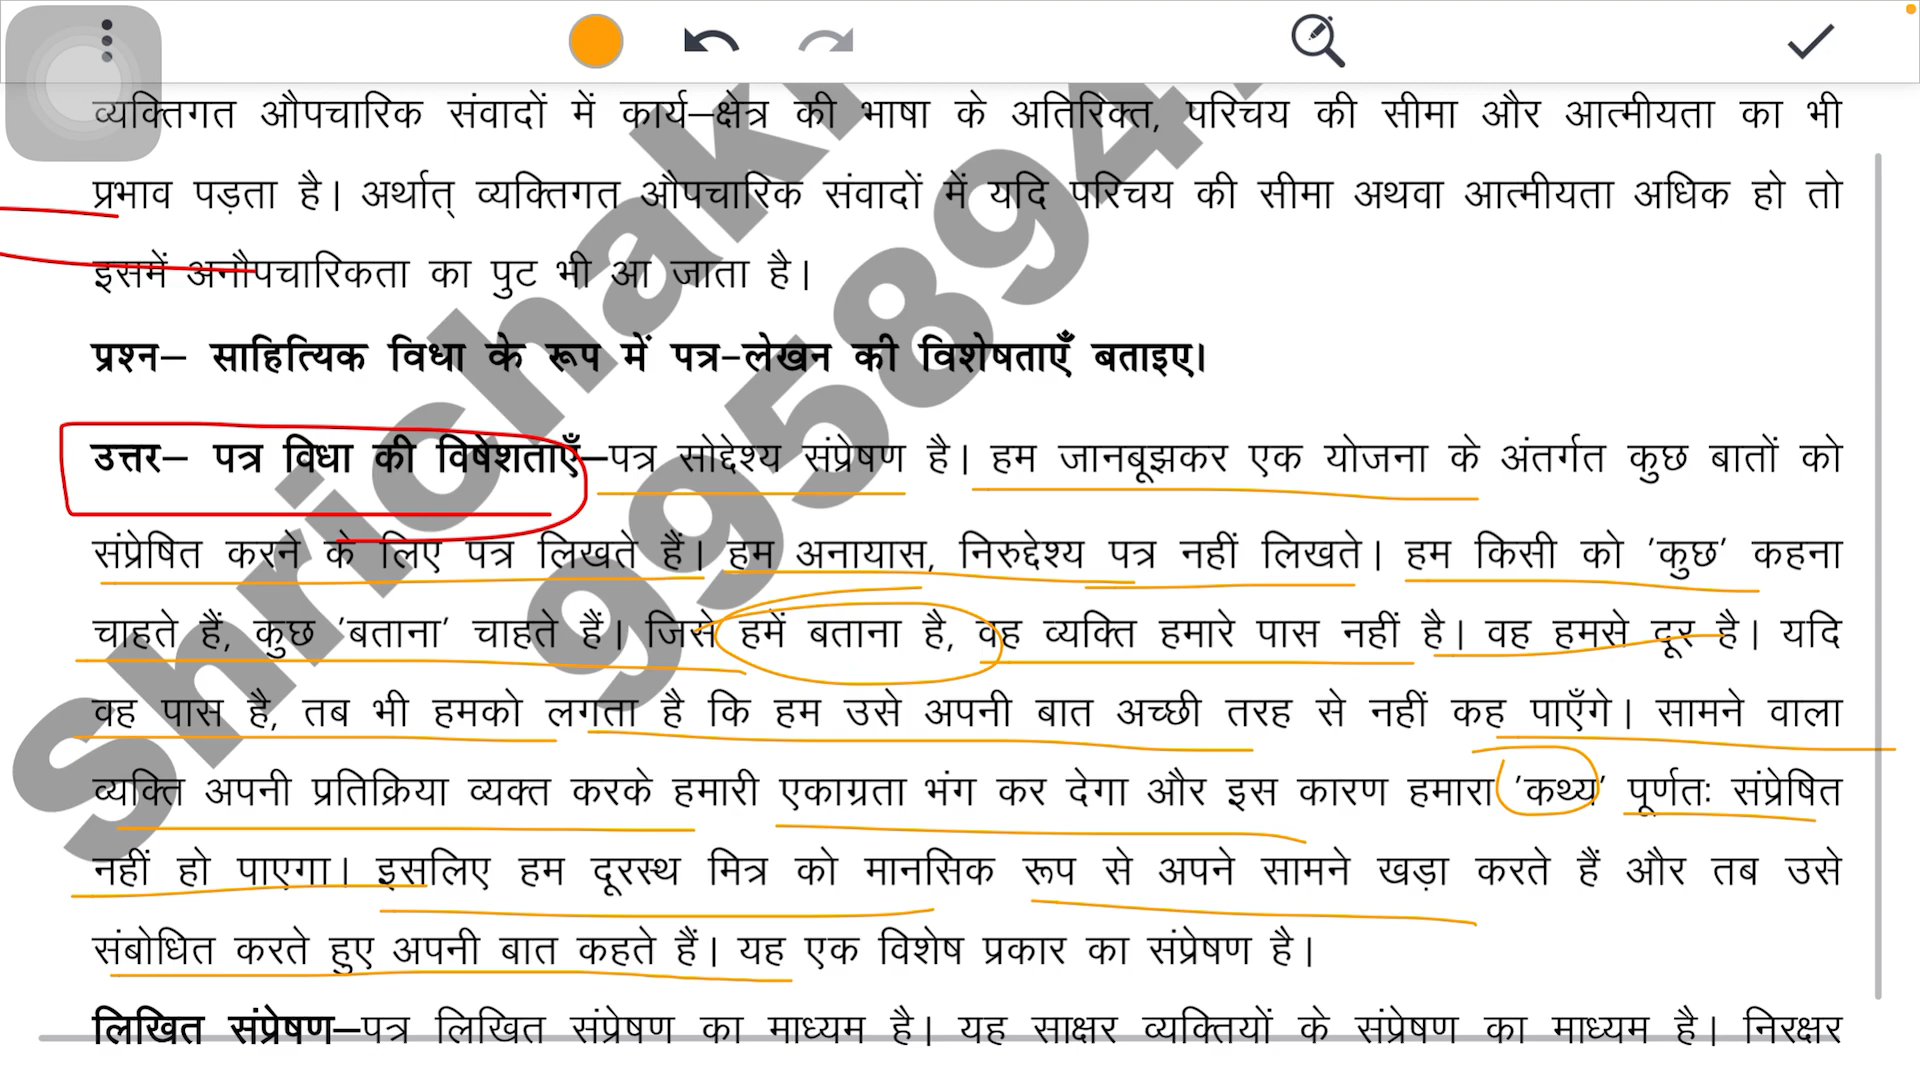 व्यक्तिगत औपचारिक संवादों में कार्य–क्षेत्र की भाषा के अतिरिक्त, परिचय की सीमा और आत्मीयता का भी
प्रभाव पड़ता है। अर्थात् व्यक्तिगत औपचारिक संवादों में यदि परिचय की सीमा अथवा आत्मीयता अधिक हो तो
इसमें अनौपचारिकता का पुट भी आ जाता है।
प्रश्न– साहित्यिक विधा के रूप में पत्र-लेखन की विशेषताएँ बताइए।
उत्तर– पत्र विधा की विषेशताएँ–पत्र सोद्देश्य संप्रेषण है। हम जानबूझकर एक योजना के अंतर्गत कुछ बातों को
संप्रेषित करने के लिए पत्र लिखते हैं। हम अनायास, निरुद्देश्य पत्र नहीं लिखते। हम किसी को ’कुछ’ कहना
चाहते हैं, कुछ ’बताना’ चाहते हैं। जिसे हमें बताना है, वह व्यक्ति हमारे पास नहीं है। वह हमसे दूर है। यदि
वह पास है, तब भी हमको लगता है कि हम उसे अपनी बात अच्छी तरह से नहीं कह पाएँगे। सामने वाला
व्यक्ति अपनी प्रतिक्रिया व्यक्त करके हमारी एकाग्रता भंग कर देगा और इस कारण हमारा ’कथ्य’ पूर्णतः संप्रेषित
नहीं हो पाएगा। इसलिए हम दूरस्थ मित्र को मानसिक रूप से अपने सामने खड़ा करते हैं और तब उसे
संबोधित करते हुए अपनी बात कहते हैं। यह एक विशेष प्रकार का संप्रेषण है।
लिखित संप्रेषण–पत्र लिखित संप्रेषण का माध्यम है। यह साक्षर व्यक्तियों के संप्रेषण का माध्यम है। निरक्षर